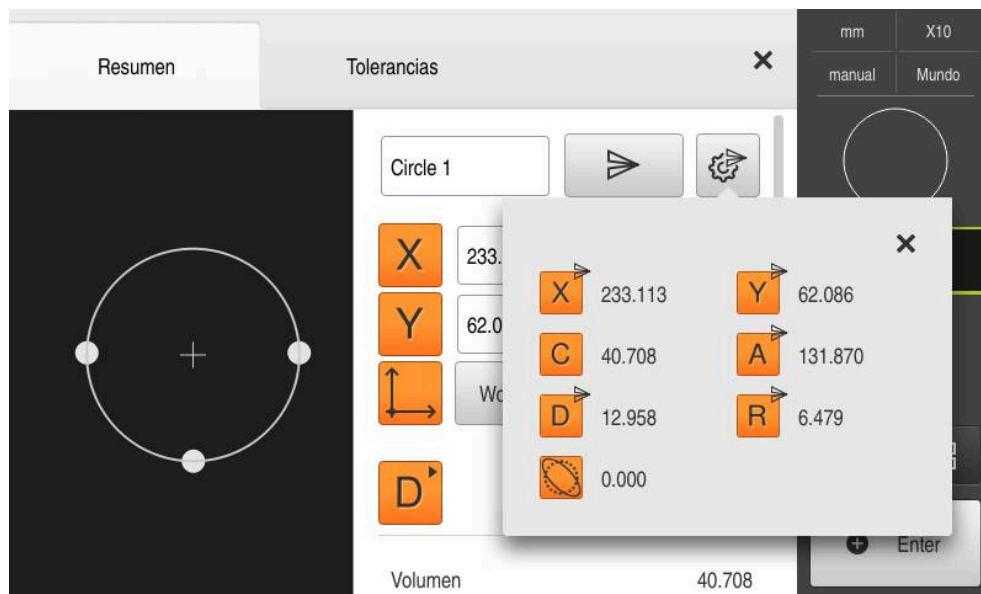 Resumen
Tolerancias
mm
X10
manual
Mundo
Circle 1
X
233.
Y
62.0
Wo
D
X 233.113
Y 62.086
C 40.708
A 131.870
D 12.958
R 6.479
0.000
Enter
Volumen 40.708